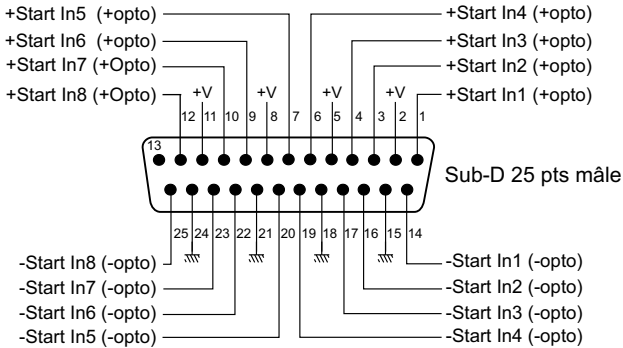 +Start In5 (+opto)
+Start In4 (+opto)
+Start In6 (+opto)
+Start In3 (+opto)
+Start In7 (+Opto)
+Start In2 (+opto)
+Start In8 (+Opto)
+V
+V
+V
+V
+Start In1 (+opto)
12
11
10
9
8
7
6
5
4
3
2
1
13
Sub-D 25 pts mâle
25
24
23
22
21
20
19
18
17
16
15
14
-Start In8 (-opto)
-Start In1 (-opto)
-Start In7 (-opto)
-Start In2 (-opto)
-Start In6 (-opto)
-Start In3 (-opto)
-Start In5 (-opto)
-Start In4 (-opto)